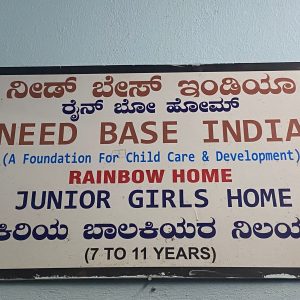 ನೀಡ್ ಬೇಸ್ ಇಂಡಿಯಾ
ರೈನ್ ಬೋ ಹೋಮ್
NEED BASE INDIA
(A Foundation For Child Care & Development)
RAINBOW HOME
JUNIOR GIRLS HOME
ಕಿರಿಯ ಬಾಲಕಿಯರ ನಿಲಯ
(7 TO 11 YEARS)